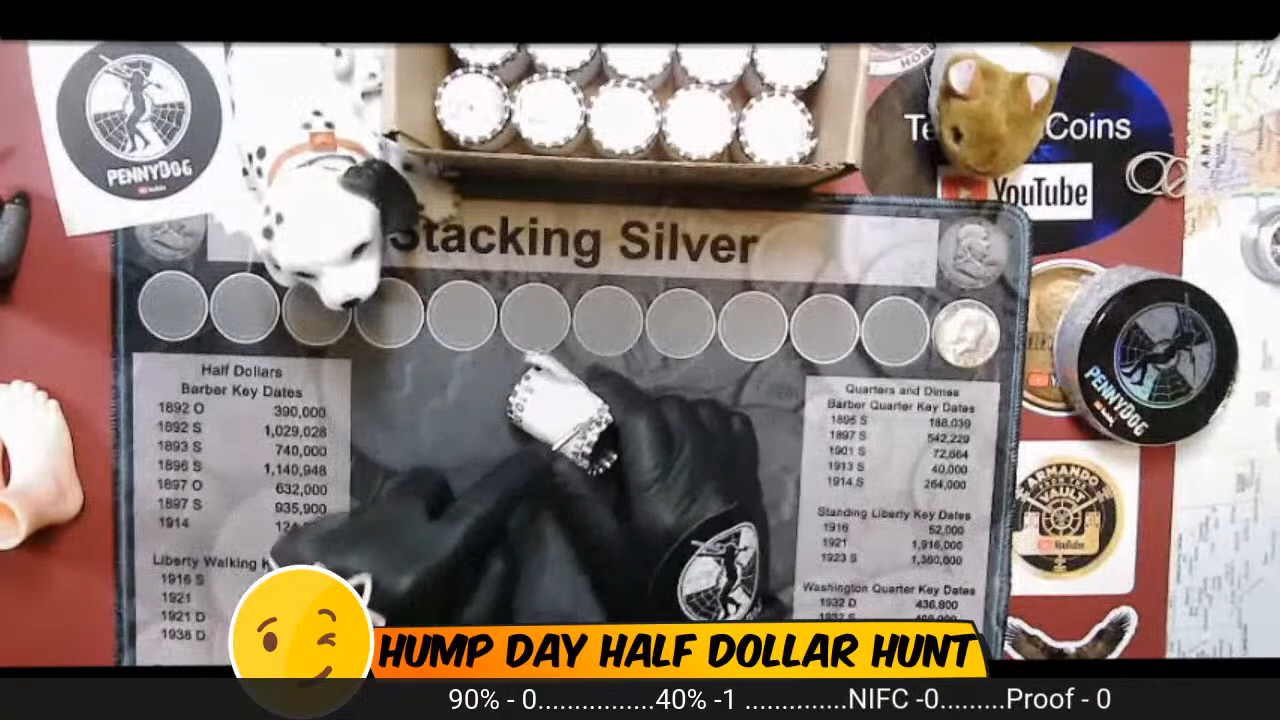 PENNYDOG
YouTube
HOB
Te
Coins
YouTube
AMERICA
Stacking Silver
Half Dollars
Barber Key Dates
1892 O 390,000
1892 S 1,029,028
1893 S 740,000
1896 S 1,140,948
1897 O 632,000
1897 S 935,900
1914 124
Liberty Walking K
1916 S
1921
1921 D
1938 D
Quarters and Dimes
Barber Quarter Key Dates
1896 S 188,039
1897 S 542,229
1901 S 72,664
1913 S 40,000
1914 S 264,000
Standing Liberty Key Dates
1916 52,000
1921 1,916,000
1923 S 1,360,000
Washington Quarter Key Dates
1932 D 436,800
1932 S
PENNYDOG
ARMANDO
VAULT
YouTube
HUMP DAY HALF DOLLAR HUNT
90% - 0................40% -1 ..............NIFC -0.........Proof - 0